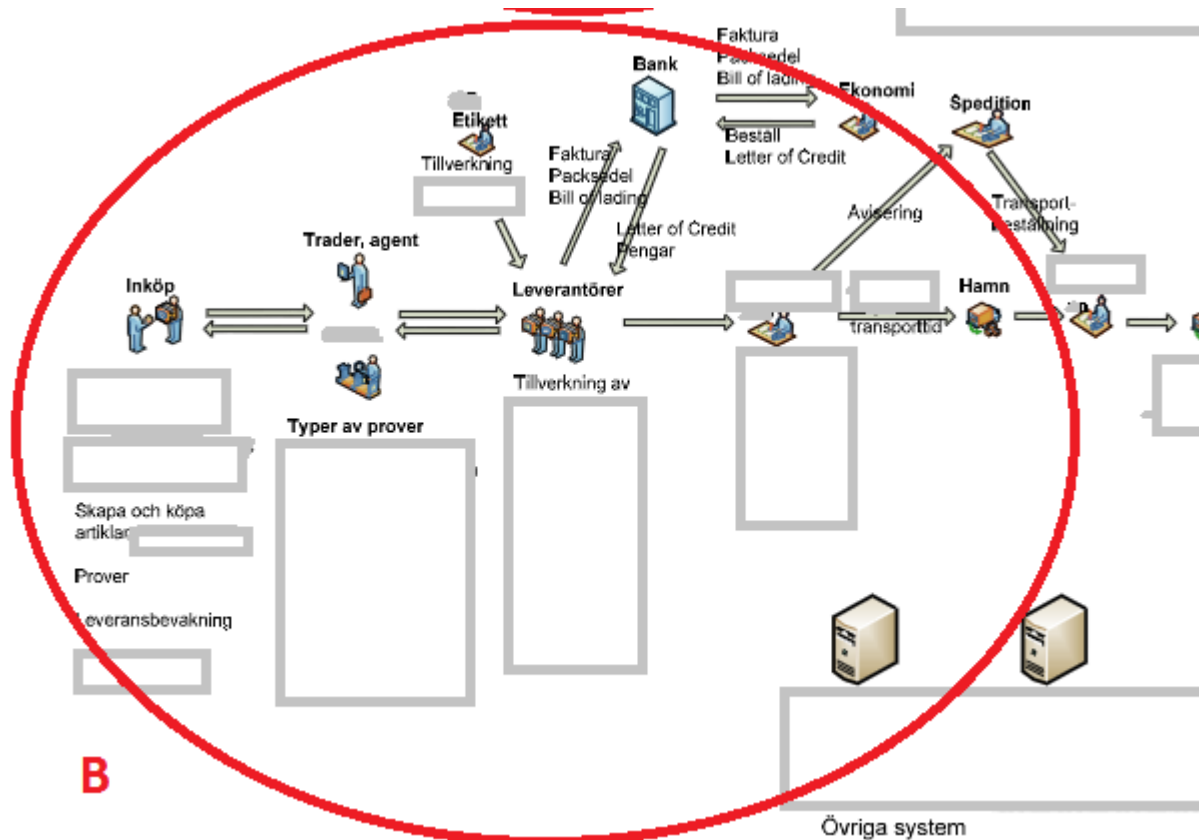 Faktura
Packsedel
Bill of lading
Bank
Ekonomi
Spedition
Etikett
Tillverkning
Beställ
Letter of Credit
Faktura
Packsedel
Bill of lading
Avisering
Transport-
beställning
Letter of Credit
Pengar
Trader, agent
Inköp
Leverantörer
Hamn
transporttid
Tillverkning av
Typer av prover
Skapa och köpa
artiklar
Prover
Leveransbevakning
B
Övriga system